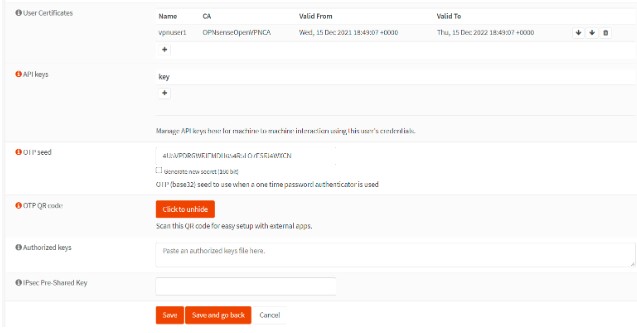 User Certificates
Name CA Valid From Valid To
vpnuser1 OPNsenseOpenVPNCA Wed, 15 Dec 2021 18:49:07 +0000 Thu, 15 Dec 2022 18:49:07 +0000
API keys
key
Manage API keys here for machine to machine interaction using this user's credentials.
OTP seed
Generate new secret (160 bit)
OTP (base32) seed to use when a one time password authenticator is used
OTP QR code
Click to unhide
Scan this QR code for easy setup with external apps.
Authorized keys
Paste an authorized keys file here.
IPsec Pre-Shared Key
Save Save and go back Cancel